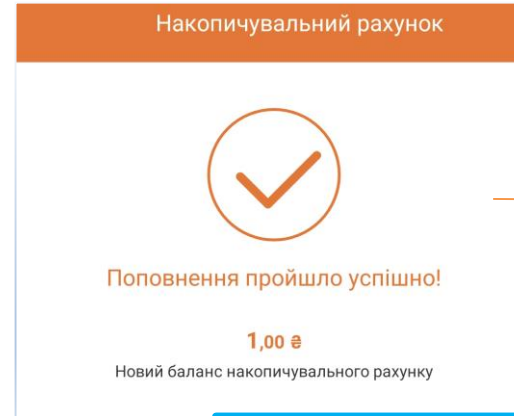 Накопичувальний рахунок
Поповнення пройшло успішно!
1,00 ₴
Новий баланс накопичувального рахунку